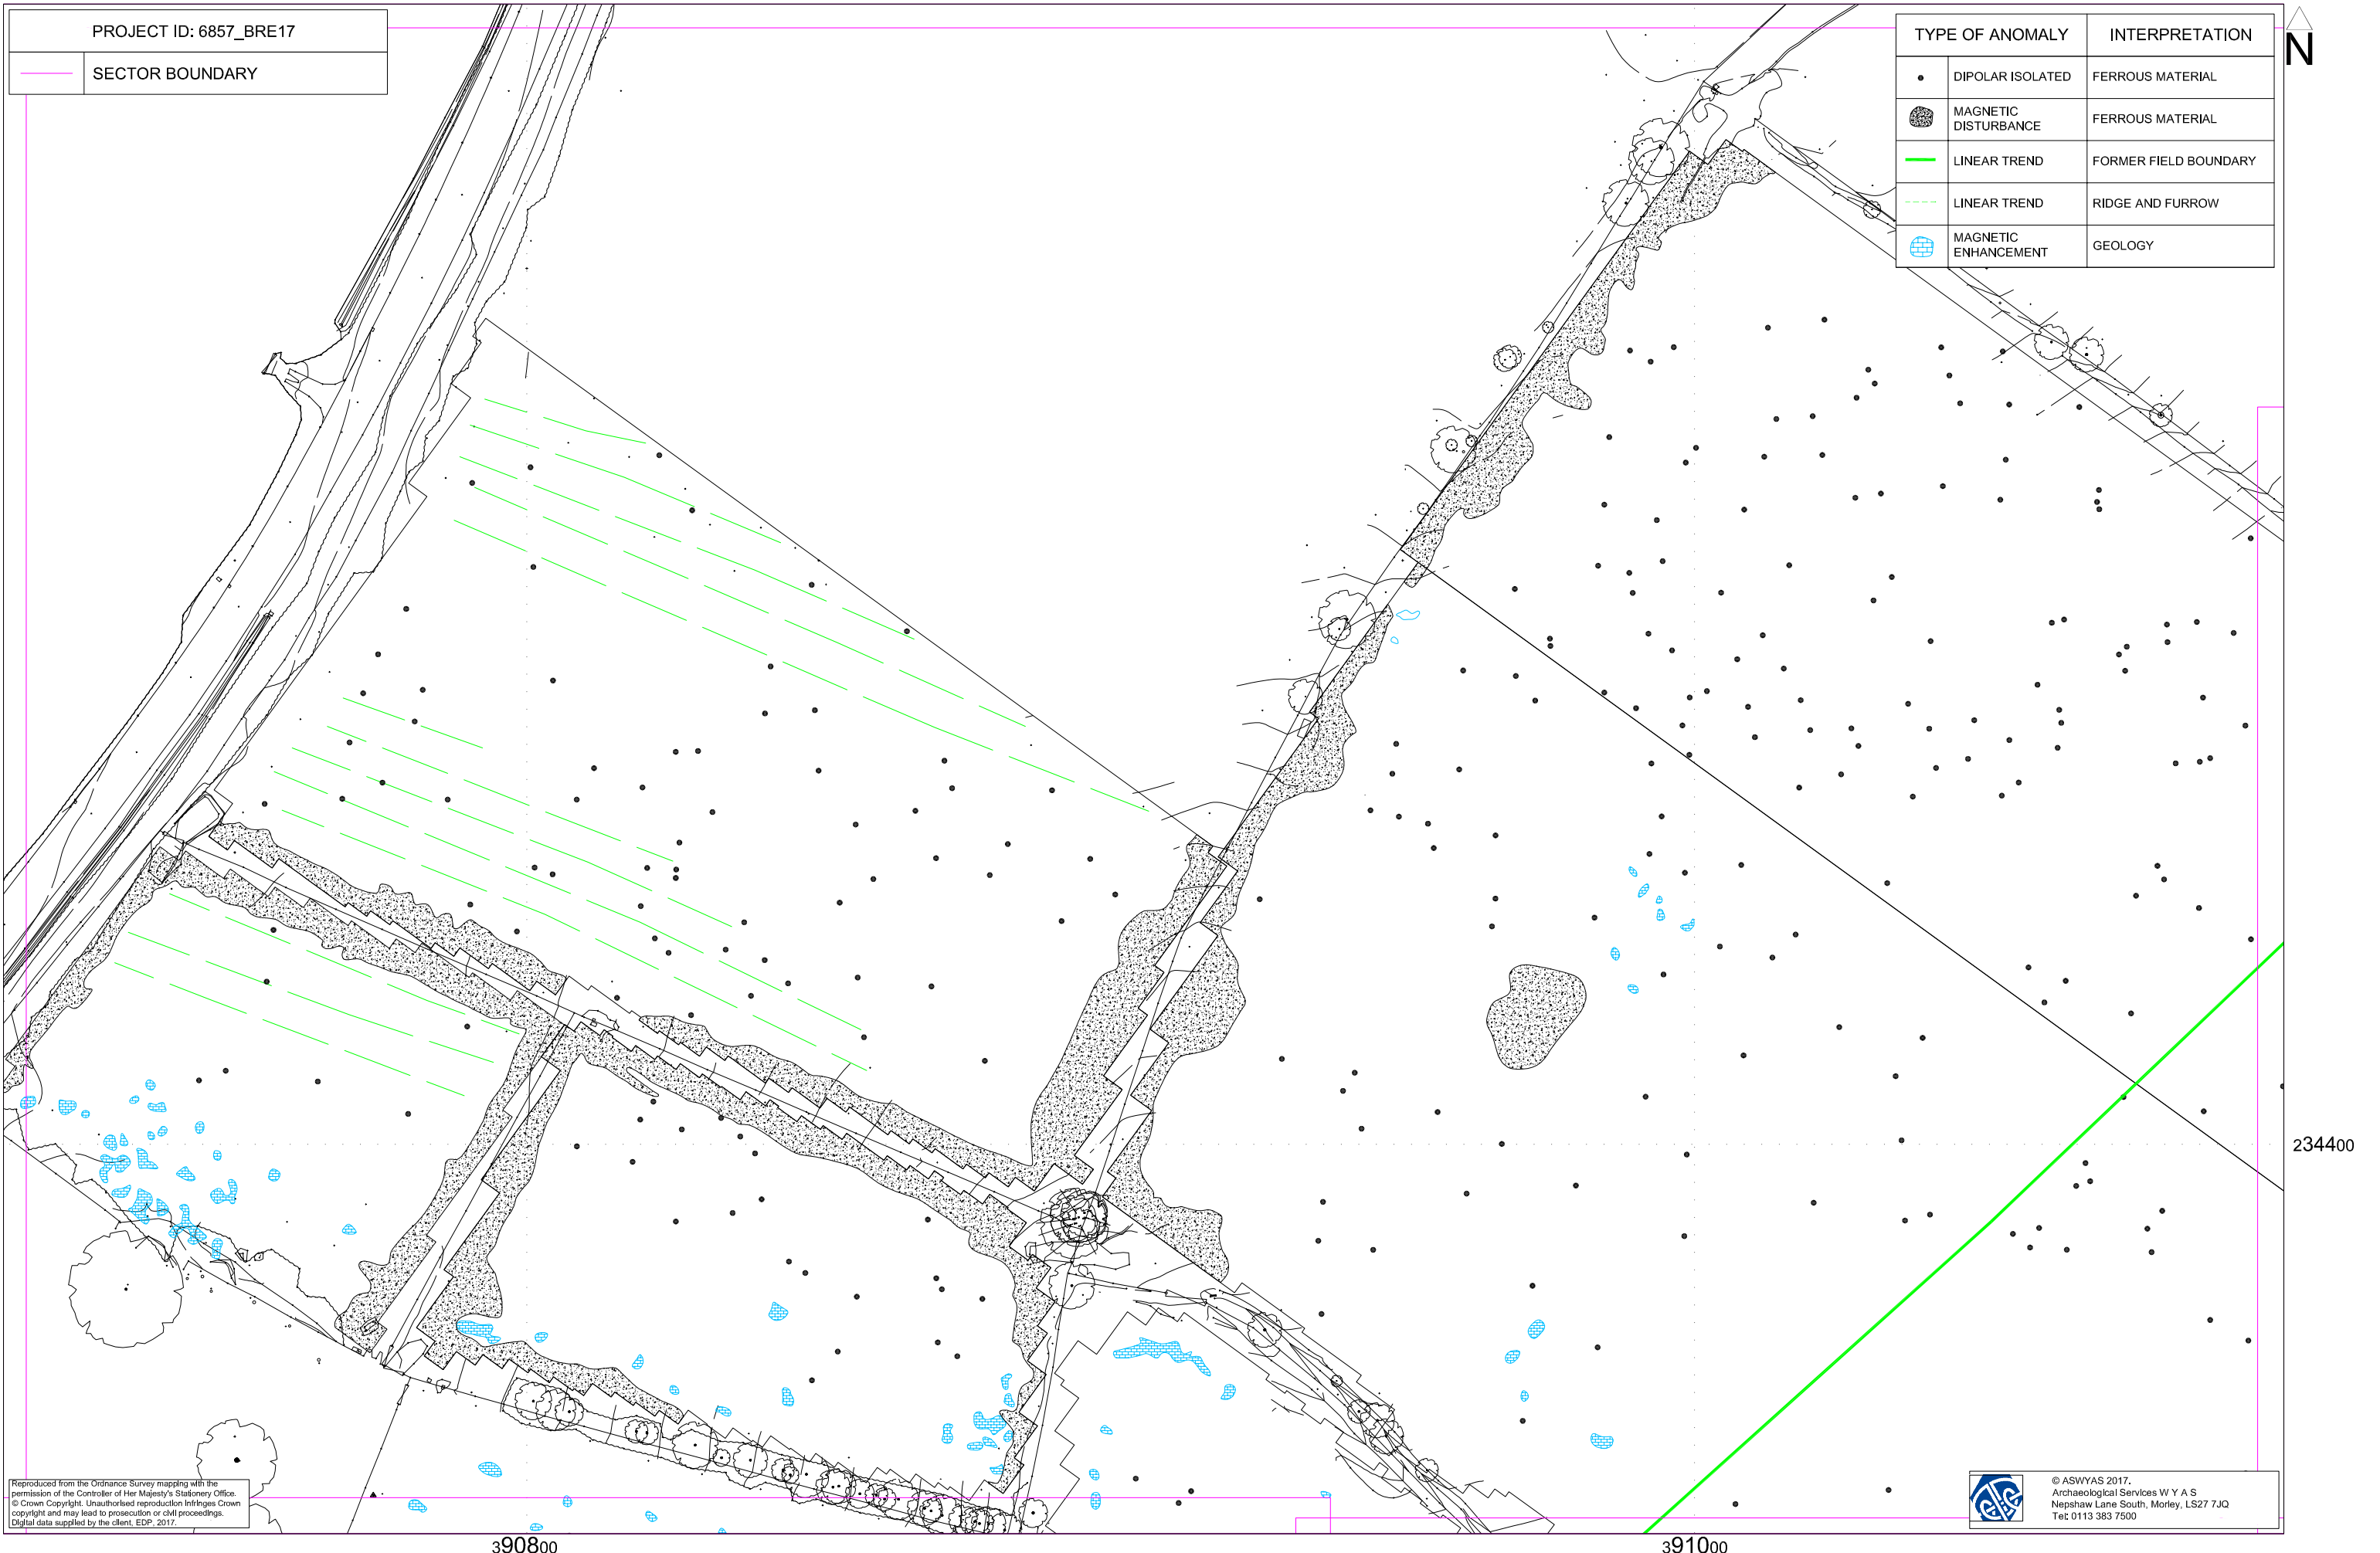 PROJECT ID: 6857_BRE17
SECTOR BOUNDARY
TYPE OF ANOMALY
INTERPRETATION
DIPOLAR ISOLATED
FERROUS MATERIAL
MAGNETIC
DISTURBANCE
FERROUS MATERIAL
LINEAR TREND
FORMER FIELD BOUNDARY
LINEAR TREND
RIDGE AND FURROW
MAGNETIC
ENHANCEMENT
GEOLOGY
N
234400
Reproduced from the Ordnance Survey mapping with the
permission of the Controller of Her Majesty's Stationery Office.
© Crown Copyright. Unauthorised reproduction infringes Crown
copyright and may lead to prosecution or civil proceedings.
Digital data supplied by the client, EDP, 2017.
© ASWYAS 2017.
Archaeological Services W Y A S
Nepshaw Lane South, Morley, LS27 7JQ
Tel: 0113 383 7500
390800
391000